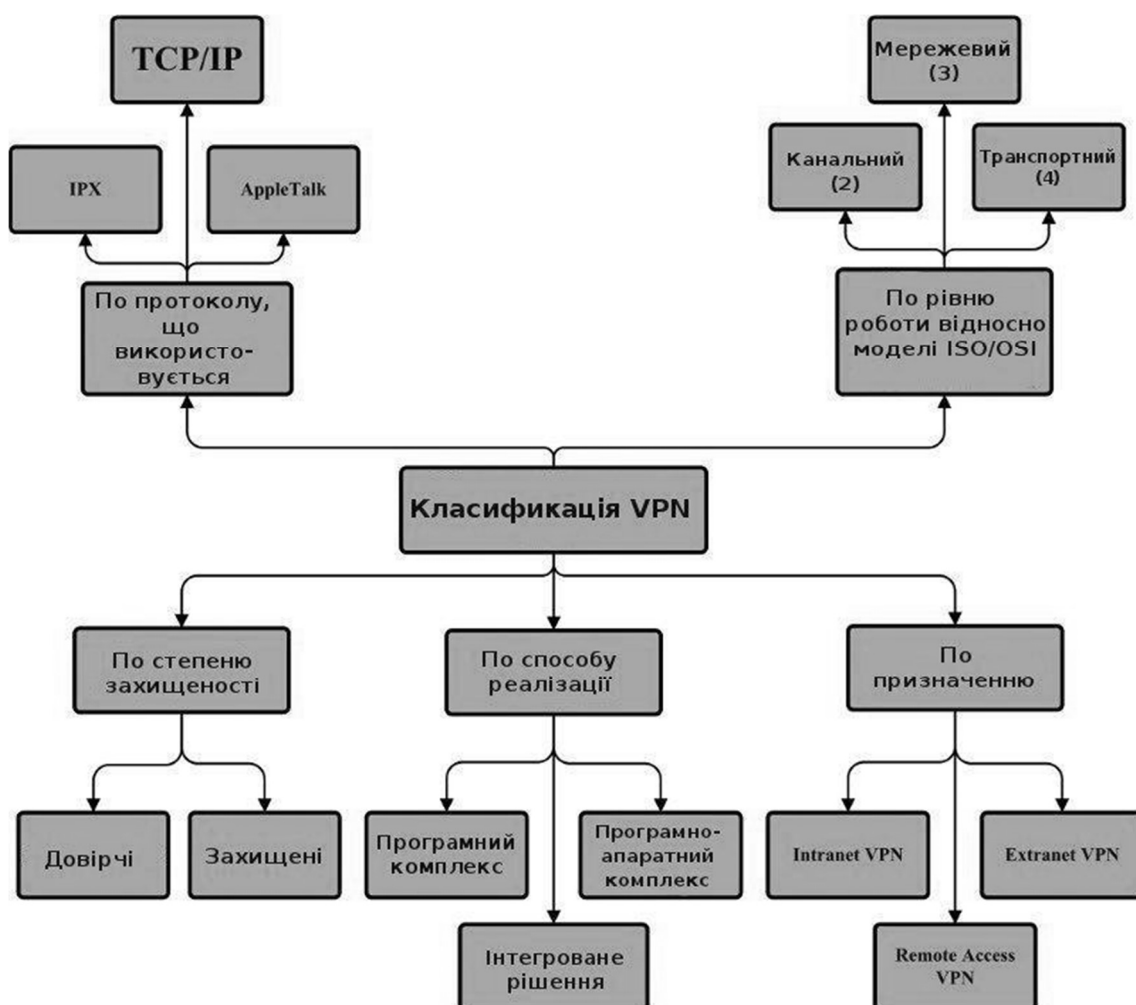 TCP/IP
Мережевий
(3)
IPX
AppleTalk
Канальний
(2)
Транспортний
(4)
По протоколу,
що
використо-
вується
По рівню
роботи відносно
моделі ISO/OSI
Класификація VPN
По степеню
захищеності
По способу
реалізації
По
призначенню
Довірчі
Захищені
Програмний
комплекс
Програмно-
апаратний
комплекс
Intranet VPN
Extranet VPN
Інтегроване
рішення
Remote Access
VPN